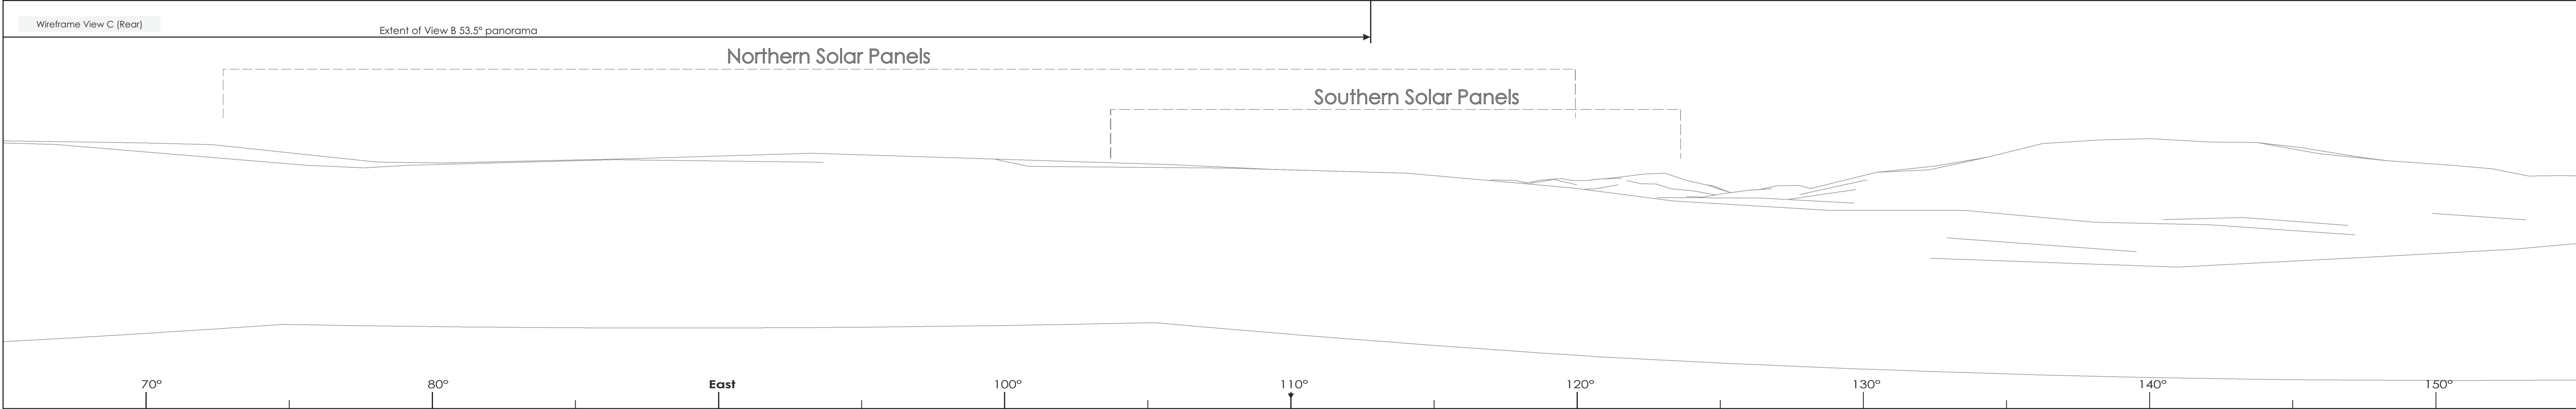 Wireframe View C (Rear)
Extent of View B 53.5° panorama
Northern Solar Panels
Southern Solar Panels
70° 80° East 100° 110° 120° 130° 140° 150°